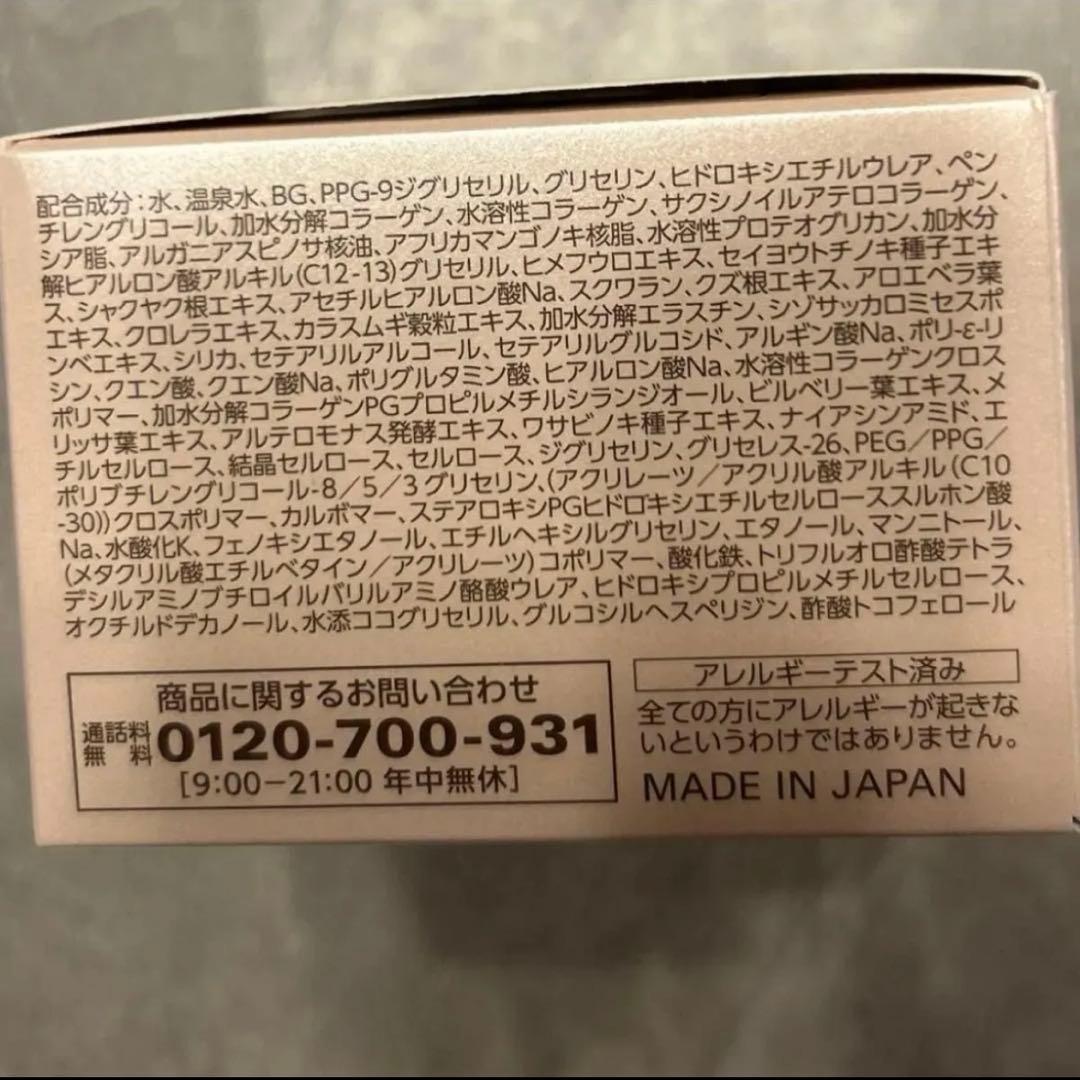 配合成分：水、温泉水、BG、PPG-9ジグリセリル、グリセリン、ヒドロキシエチルウレア、ペン
チレングリコール、加水分解コラーゲン、水溶性コラーゲン、サクシノイルアテロコラーゲン、
シア脂、アルガニアスピノサ核油、アフリカマンゴノキ核脂、水溶性プロテオグリカン、加水分
解ヒアルロン酸アルキル(C12-13)グリセリル、ヒメフウロエキス、セイヨウトチノキ種子エキ
ス、シャクヤク根エキス、アセチルヒアルロン酸Na、スクワラン、クズ根エキス、アロエベラ葉
エキス、クロレラエキス、カラスムギ穀粒エキス、加水分解エラスチン、シゾサッカロミセスポ
ンベエキス、シリカ、セテアリルアルコール、セテアリルグルコシド、アルギン酸Na、ポリ-ε-リ
シン、クエン酸、クエン酸Na、ポリグルタミン酸、ヒアルロン酸Na、水溶性コラーゲンクロス
ポリマー、加水分解コラーゲンPGプロピルメチルシランジオール、ビルベリー葉エキス、メ
リッサ葉エキス、アルテロモナス発酵エキス、ワサビノキ種子エキス、ナイアシンアミド、エ
チルセルロース、結晶セルロース、セルロース、ジグリセリン、グリセレス-26、PEG／PPG／
ポリブチレングリコール-8／5／3グリセリン、(アクリレーツ／アクリル酸アルキル(C10
-30))クロスポリマー、カルボマー、ステアロキシPGヒドロキシエチルセルローススルホン酸
Na、水酸化K、フェノキシエタノール、エチルヘキシルグリセリン、エタノール、マンニトール、
(メタクリル酸エチルベタイン／アクリレーツ)コポリマー、酸化鉄、トリフルオロ酢酸テトラ
デシルアミノブチロイルバリルアミノ酪酸ウレア、ヒドロキシプロピルメチルセルロース、
オクチルドデカノール、水添ココグリセリル、グルコシルヘスペリジン、酢酸トコフェロール
商品に関するお問い合わせ
通話料無料 0120-700-931
[9:00－21:00 年中無休]
アレルギーテスト済み
全ての方にアレルギーが起きな
いというわけではありません。
MADE IN JAPAN